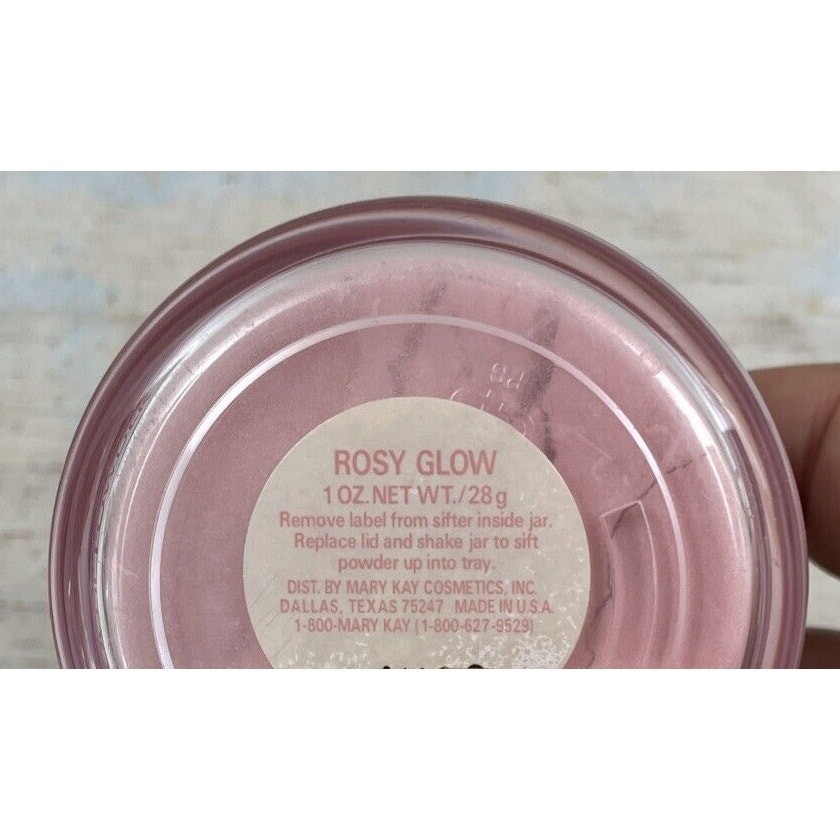 ROSY GLOW
1 OZ. NET WT./28g
Remove label from sifter inside jar.
Replace lid and shake jar to sift
powder up into tray.
DIST. BY MARY KAY COSMETICS, INC.
DALLAS, TEXAS 75247 MADE IN U.S.A.
1-800-MARY KAY (1-800-627-9529)